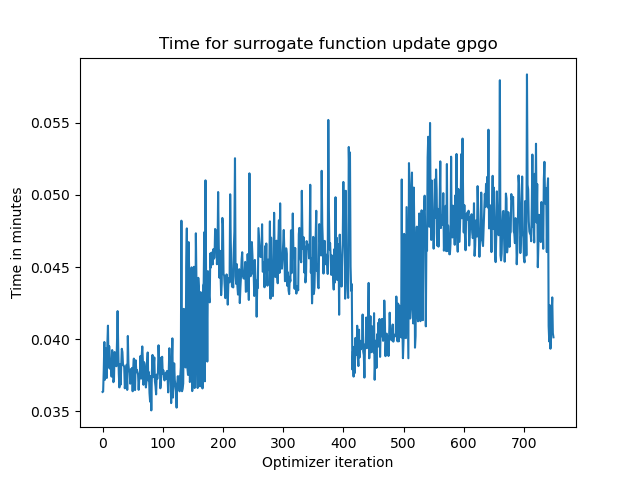 Time for surrogate function update gpgo
0.055
0.050
0.045
0.040
0.035
Time in minutes
0 100 200 300 400 500 600 700
Optimizer iteration